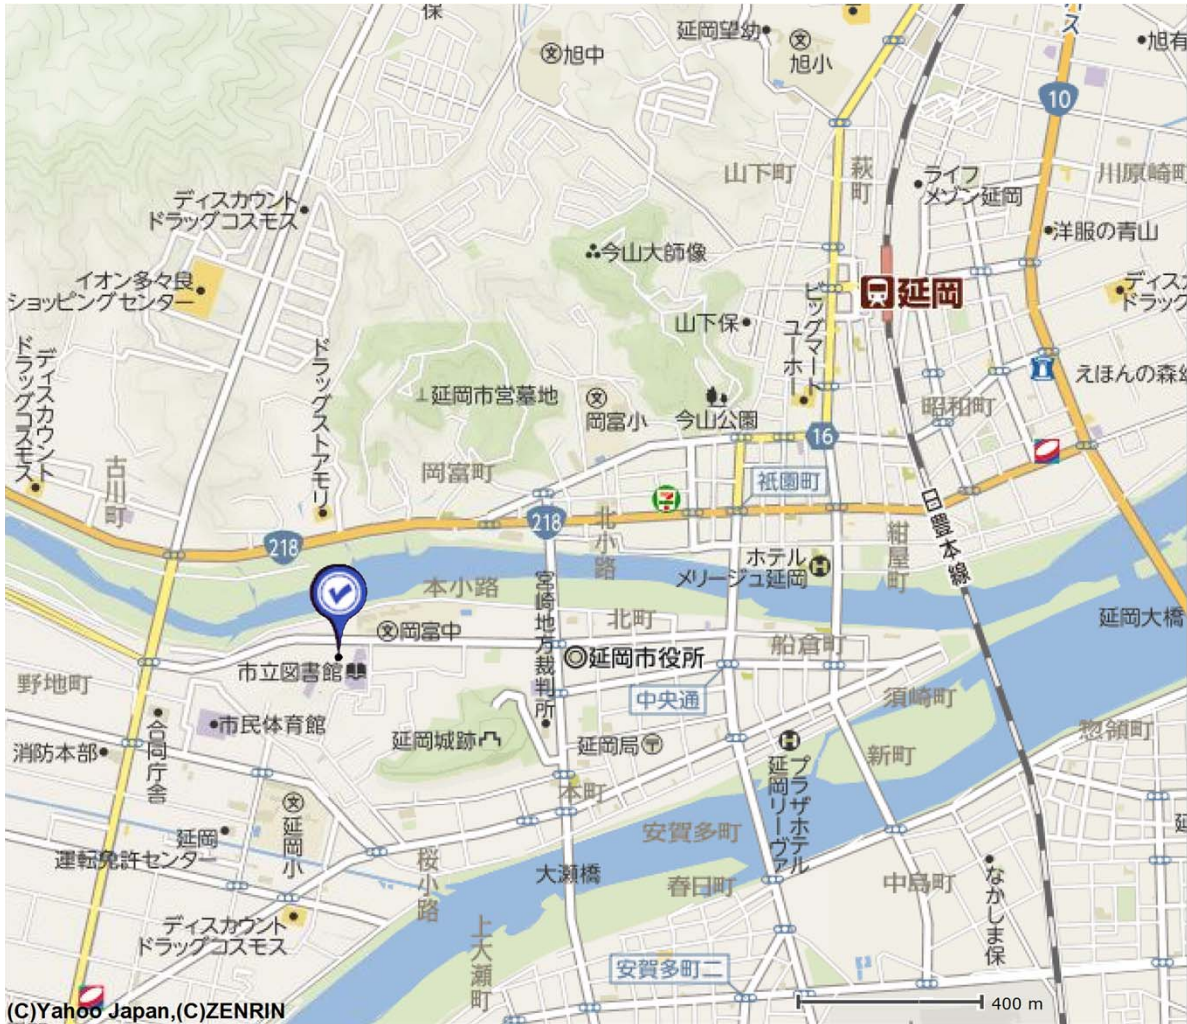 保
延岡望幼
旭中
旭小
旭有
10
山下町
萩町
川原崎町
ライフ
メゾン延岡
ディスカウント
ドラッグコスモス
洋服の青山
今山大師像
イオン多々良
ショッピングセンター
延岡
山下保
ビッグマート
ユーホー
ディスカウント
ドラッグコスモス
ドラッグストアモリ
えほんの森
延岡市営墓地
岡富小
今山公園
昭和町
16
古川町
岡富町
祇園町
218
218
北小路
日豊本線
紺屋町
ホテル
メリージュ延岡
本小路
宮崎地方裁判所
北町
延岡大橋
岡富中
船倉町
延岡市役所
市立図書館
野地町
中央通
須崎町
合同庁舎
市民体育館
惣領町
消防本部
延岡城跡
延岡局
新町
プラザホテル
延岡リーヴァ
本町
延岡小
延岡
運転免許センター
安賀多町
桜小路
大瀬橋
春日町
中島町
なかしま保
ディスカウント
ドラッグコスモス
上大瀬町
安賀多町二
400 m
(C)Yahoo Japan,(C)ZENRIN